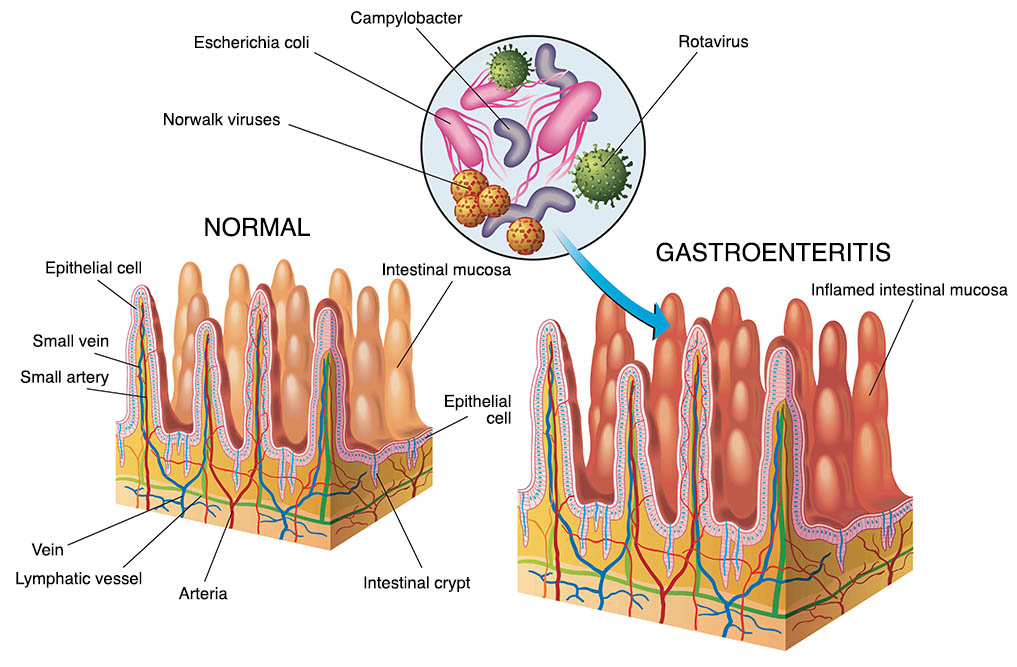 Campylobacter
Escherichia coli
Rotavirus
Norwalk viruses
NORMAL
GASTROENTERITIS
Epithelial cell
Intestinal mucosa
Inflamed intestinal mucosa
Small vein
Small artery
Epithelial
cell
Vein
Lymphatic vessel
Arteria
Intestinal crypt